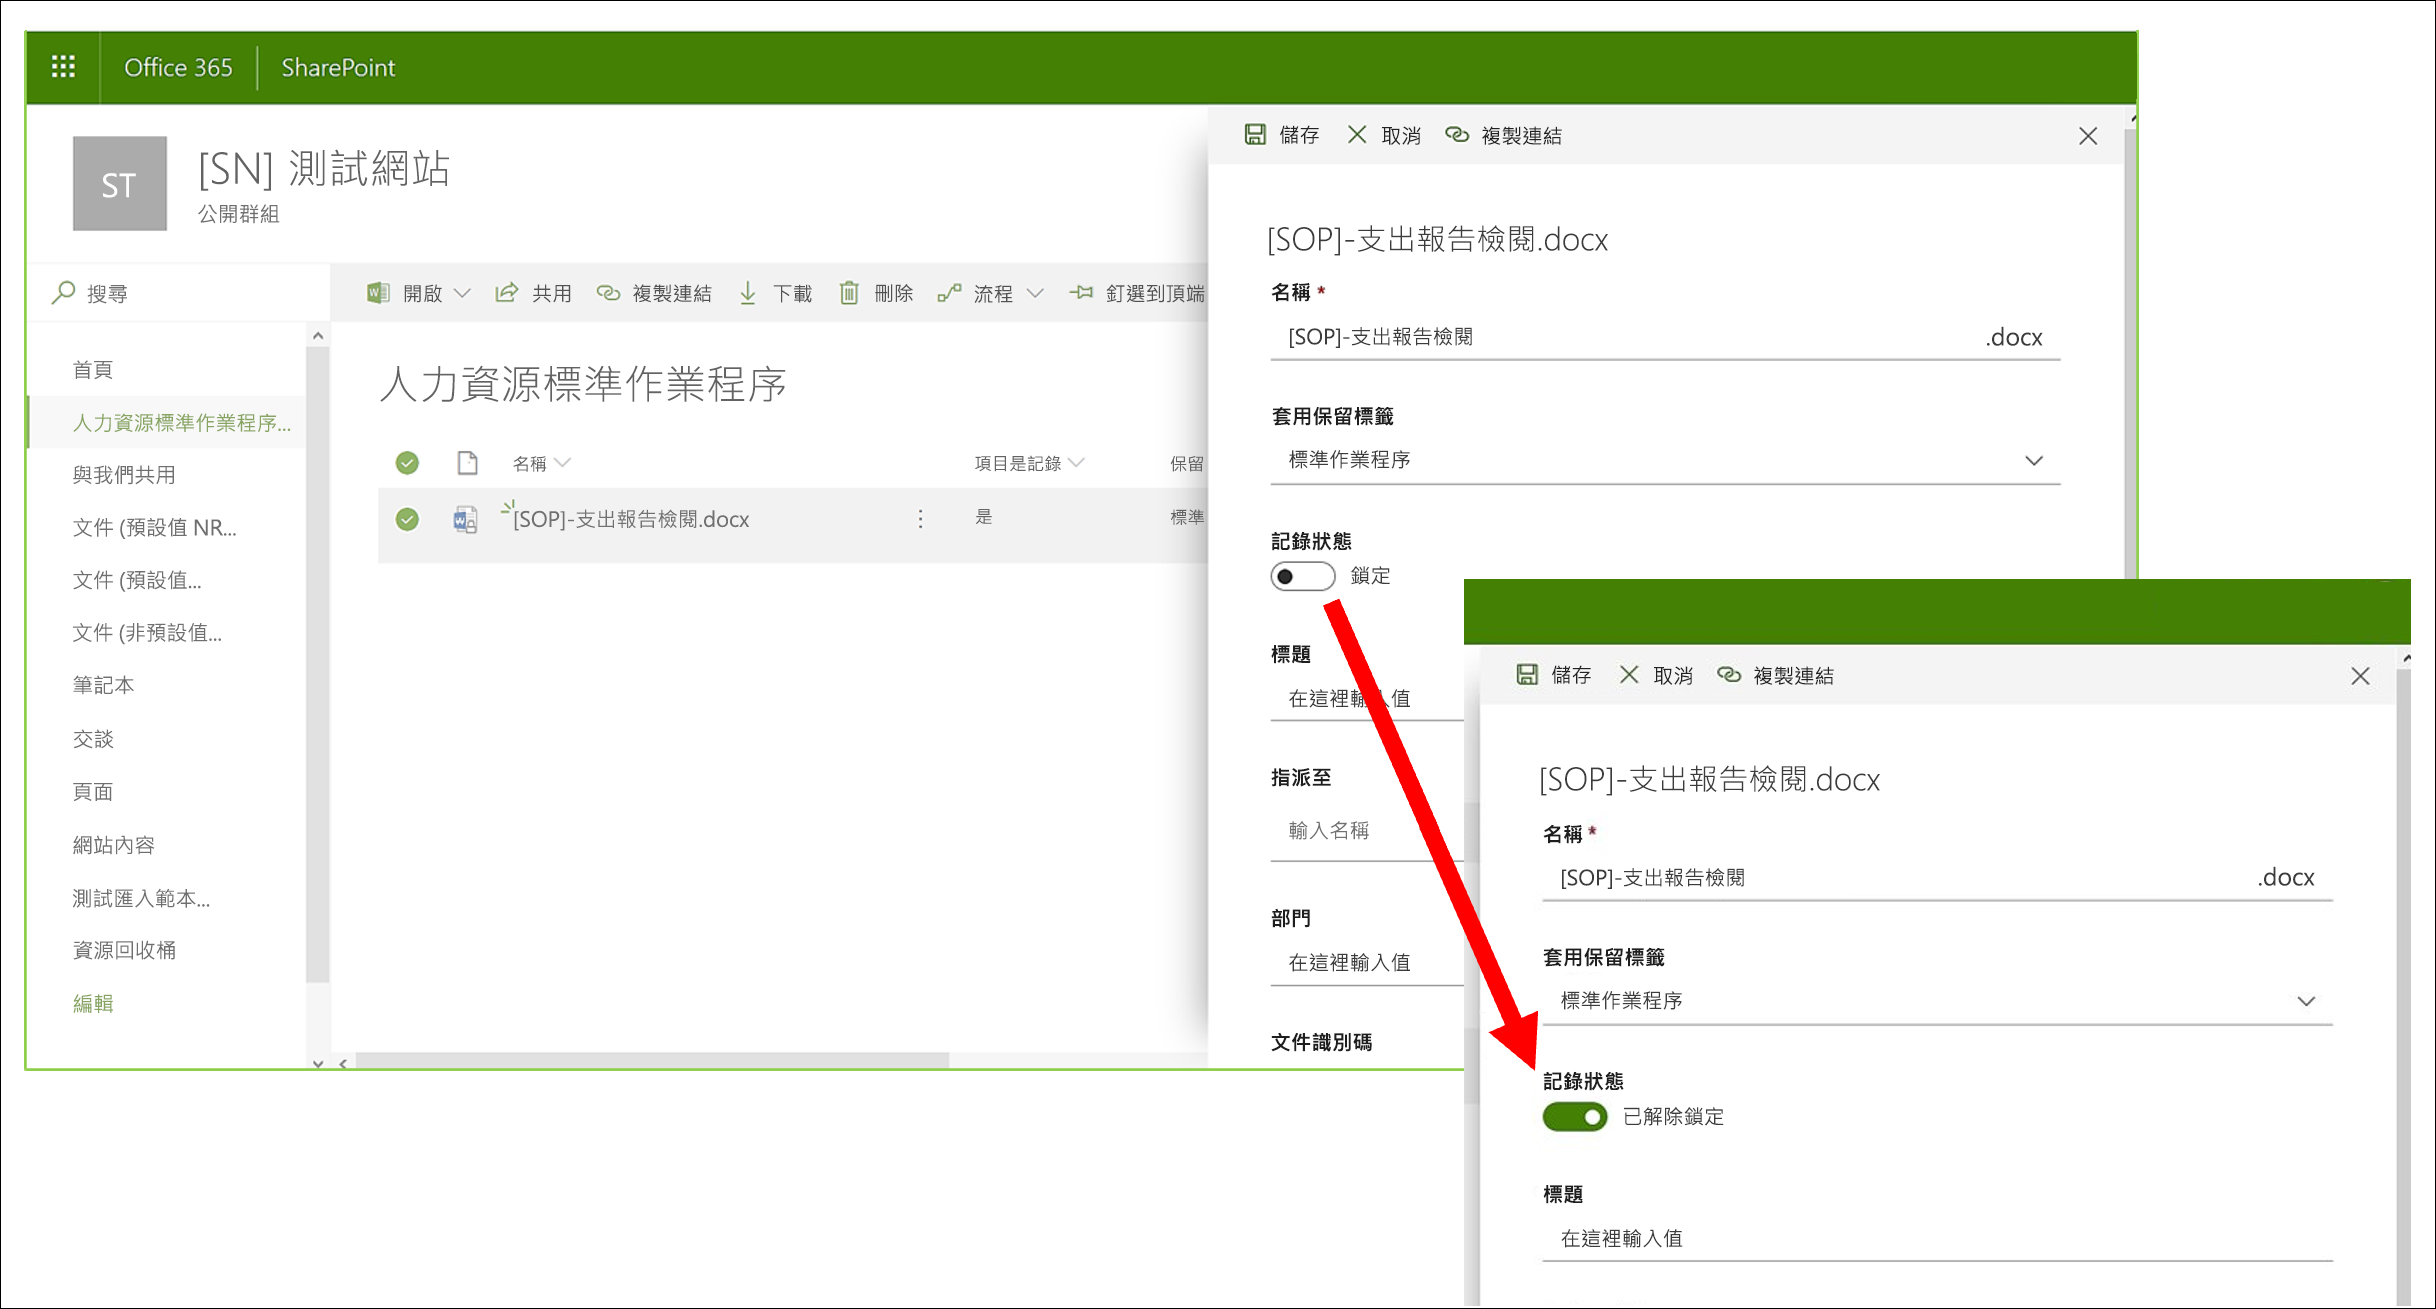 Office 365 SharePoint
ST
[SN] 測試網站
公開群組
搜尋
開啟 共用 複製連結 下載 刪除 流程 釘選到頂端
首頁
人力資源標準作業程序...
與我們共用
文件 (預設值 NR...
文件 (預設值...
文件 (非預設值...
筆記本
交談
頁面
網站內容
測試匯入範本...
資源回收桶
編輯
人力資源標準作業程序
名稱 項目是記錄 保留
[SOP]-支出報告檢閱.docx 是 標準
儲存 取消 複製連結
[SOP]-支出報告檢閱.docx
名稱 *
[SOP]-支出報告檢閱 .docx
套用保留標籤
標準作業程序
記錄狀態
鎖定
標題
在這裡輸入值
指派至
輸入名稱
部門
在這裡輸入值
文件識別碼
儲存 取消 複製連結
[SOP]-支出報告檢閱.docx
名稱 *
[SOP]-支出報告檢閱 .docx
套用保留標籤
標準作業程序
記錄狀態
已解除鎖定
標題
在這裡輸入值